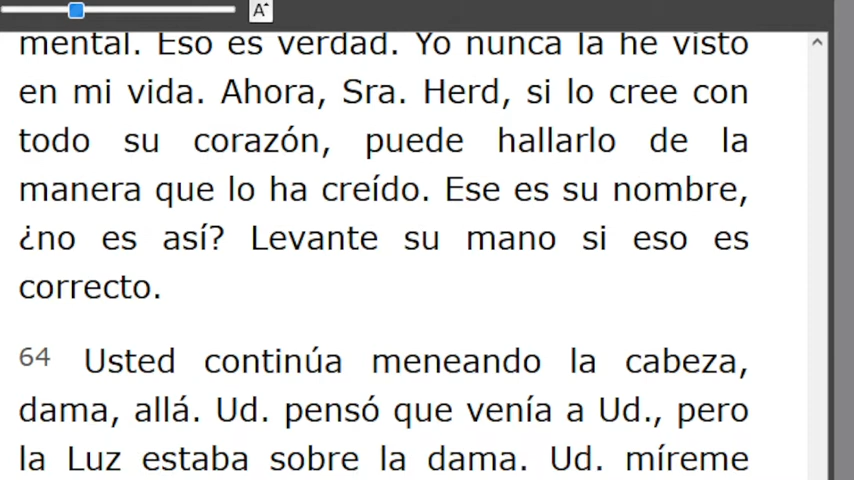 A
mental. Eso es verdad. Yo nunca la he visto
en mi vida. Ahora, Sra. Herd, si lo cree con
todo su corazón, puede hallarlo de la
manera que lo ha creído. Ese es su nombre,
¿no es así? Levante su mano si eso es
correcto.
64 Usted continúa meneando la cabeza,
dama, allá. Ud. pensó que venía a Ud., pero
la Luz estaba sobre la dama. Ud. míreme